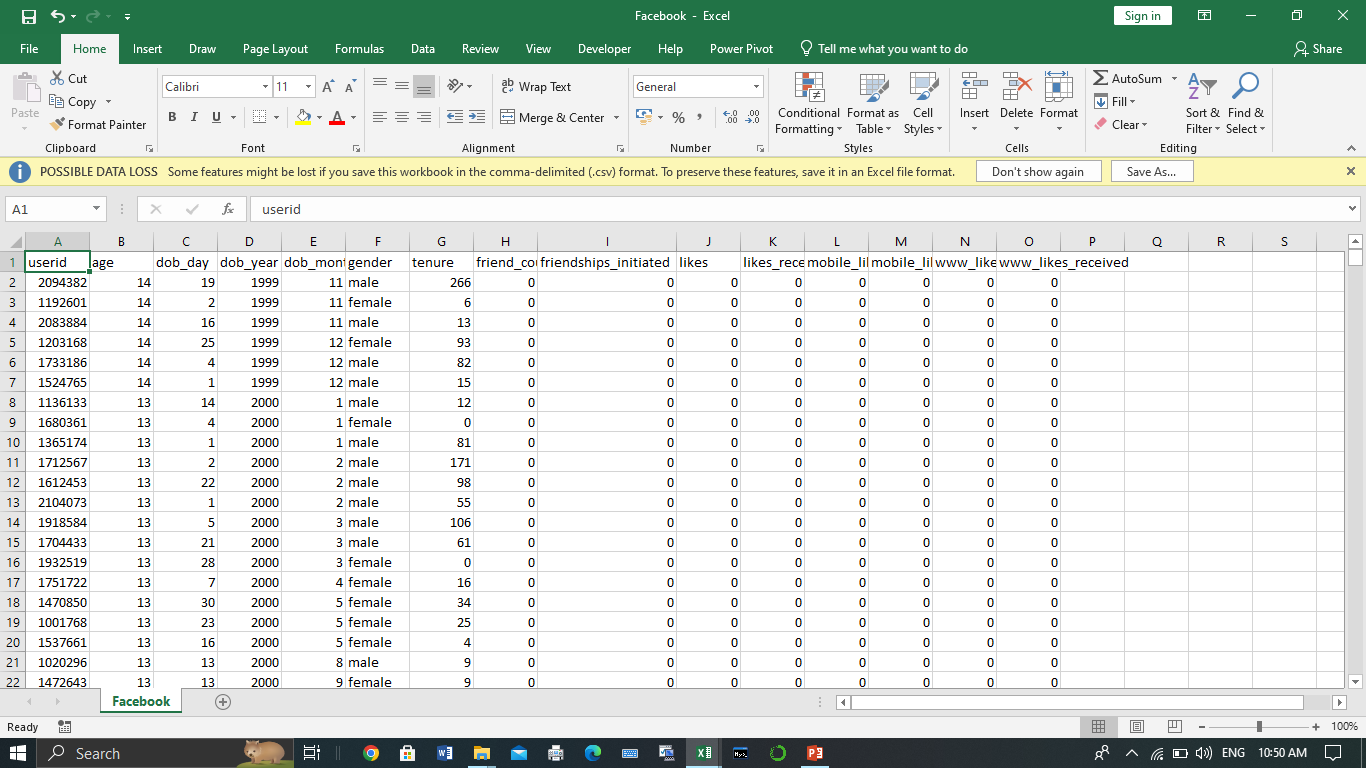 Facebook - Excel
Sign in
File Home Insert Draw Page Layout Formulas Data Review View Developer Help Power Pivot Tell me what you want to do Share
Paste
Cut
Copy
Format Painter
Clipboard
Calibri 11
B I U
Font
Wrap Text
Merge & Center
Alignment
General
Number
Conditional Formatting
Format as Table
Cell Styles
Styles
Insert
Delete
Format
Cells
AutoSum
Fill
Clear
Sort & Filter
Find & Select
Editing
POSSIBLE DATA LOSS Some features might be lost if you save this workbook in the comma-delimited (.csv) format. To preserve these features, save it in an Excel file format. Don't show again Save As...
A1 fx userid
A B C D E F G H I J K L M N O P Q R S
1 userid age dob_day dob_year dob_mont gender tenure friend_cou friendships_initiated likes likes_rece mobile_lil mobile_lil www_like www_likes_received
2 2094382 14 19 1999 11 male 266 0 0 0 0 0 0 0 0
3 1192601 14 2 1999 11 female 6 0 0 0 0 0 0 0 0
4 2083884 14 16 1999 11 male 13 0 0 0 0 0 0 0 0
5 1203168 14 25 1999 12 female 93 0 0 0 0 0 0 0 0
6 1733186 14 4 1999 12 male 82 0 0 0 0 0 0 0 0
7 1524765 14 1 1999 12 male 15 0 0 0 0 0 0 0 0
8 1136133 13 14 2000 1 male 12 0 0 0 0 0 0 0 0
9 1680361 13 4 2000 1 female 0 0 0 0 0 0 0 0 0
10 1365174 13 1 2000 1 male 81 0 0 0 0 0 0 0 0
11 1712567 13 2 2000 2 male 171 0 0 0 0 0 0 0 0
12 1612453 13 22 2000 2 male 98 0 0 0 0 0 0 0 0
13 2104073 13 1 2000 2 male 55 0 0 0 0 0 0 0 0
14 1918584 13 5 2000 3 male 106 0 0 0 0 0 0 0 0
15 1704433 13 21 2000 3 male 61 0 0 0 0 0 0 0 0
16 1932519 13 28 2000 3 female 0 0 0 0 0 0 0 0 0
17 1751722 13 7 2000 4 female 16 0 0 0 0 0 0 0 0
18 1470850 13 30 2000 5 female 34 0 0 0 0 0 0 0 0
19 1001768 13 23 2000 5 female 25 0 0 0 0 0 0 0 0
20 1537661 13 16 2000 5 female 4 0 0 0 0 0 0 0 0
21 1020296 13 13 2000 8 male 9 0 0 0 0 0 0 0 0
22 1472643 13 13 2000 9 female 9 0 0 0 0 0 0 0 0
Facebook
Ready 100%
Search ENG 10:50 AM